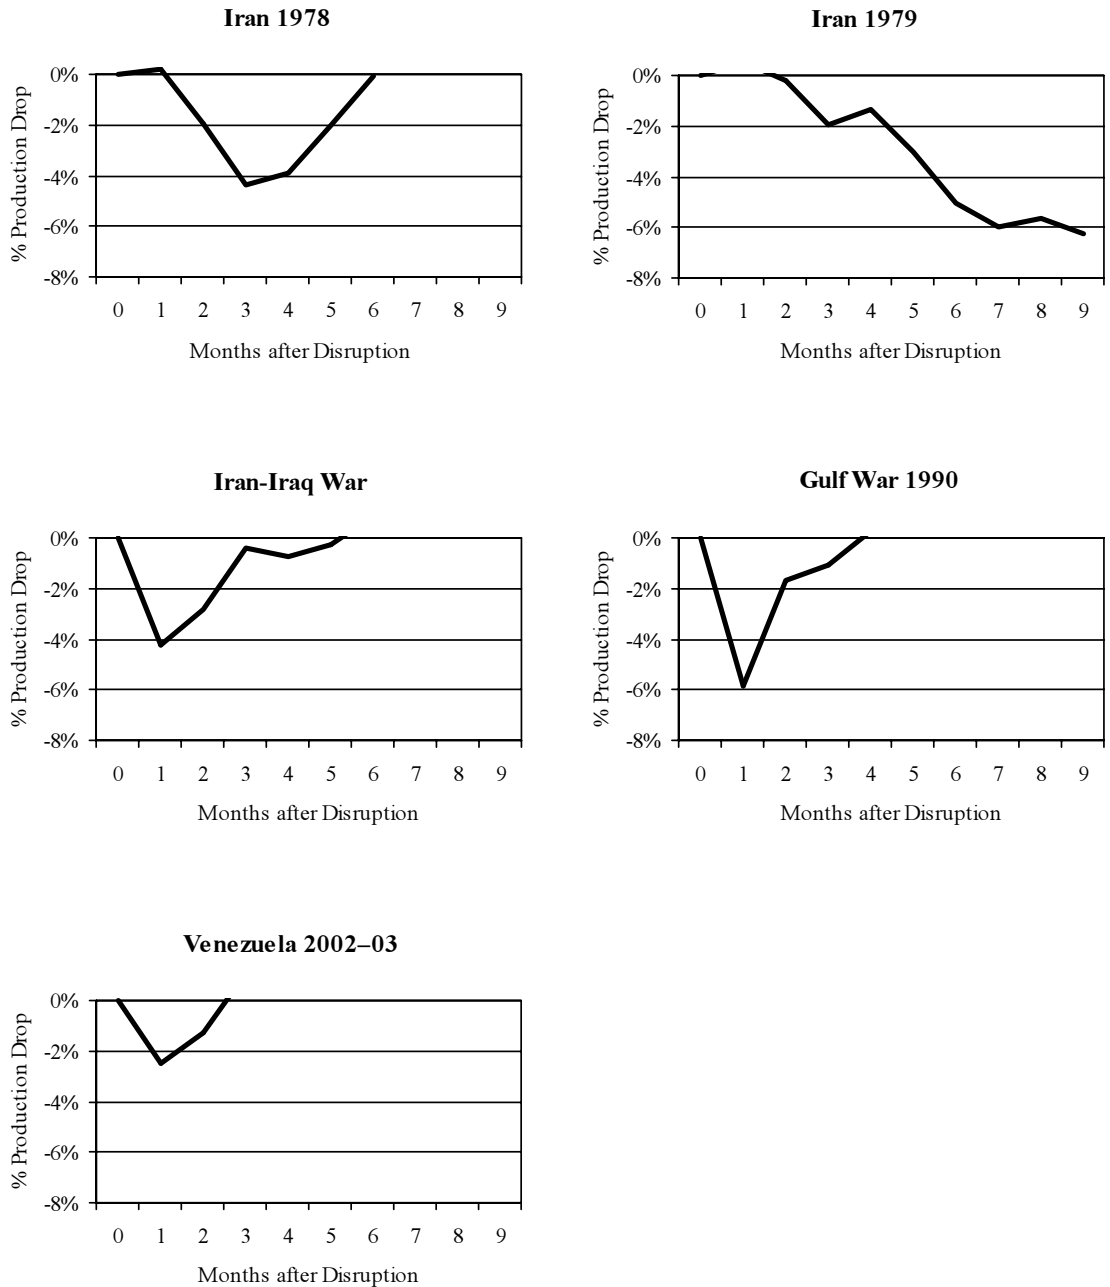 Iran 1978
% Production Drop
0%
-2%
-4%
-6%
-8%
0 1 2 3 4 5 6 7 8 9
Months after Disruption
Iran 1979
% Production Drop
0%
-2%
-4%
-6%
-8%
0 1 2 3 4 5 6 7 8 9
Months after Disruption
Iran-Iraq War
% Production Drop
0%
-2%
-4%
-6%
-8%
0 1 2 3 4 5 6 7 8 9
Months after Disruption
Gulf War 1990
% Production Drop
0%
-2%
-4%
-6%
-8%
0 1 2 3 4 5 6 7 8 9
Months after Disruption
Venezuela 2002–03
% Production Drop
0%
-2%
-4%
-6%
-8%
0 1 2 3 4 5 6 7 8 9
Months after Disruption